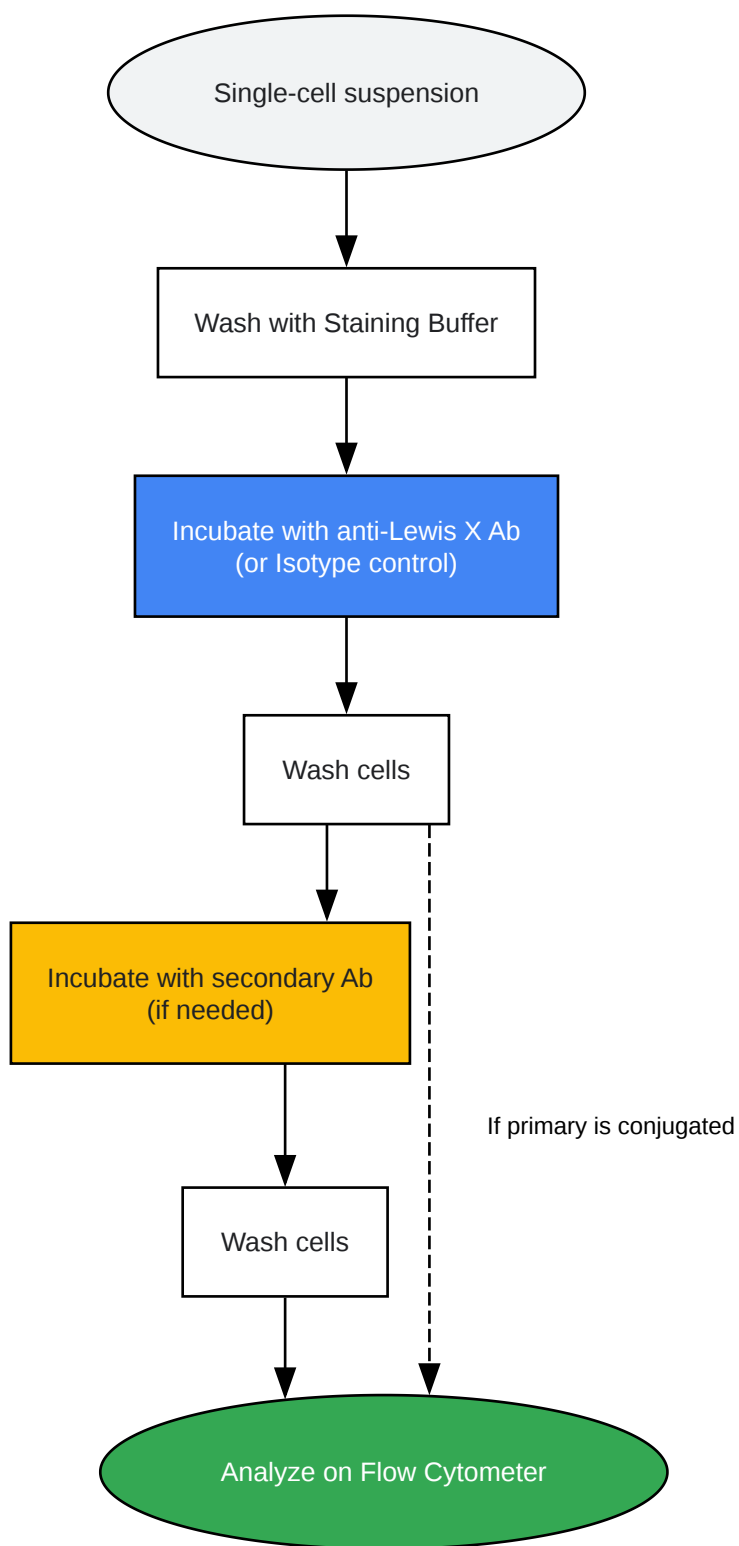 Single-cell suspension
Wash with Staining Buffer
Incubate with anti-Lewis X Ab
(or Isotype control)
Wash cells
Incubate with secondary Ab
(if needed)
If primary is conjugated
Wash cells
Analyze on Flow Cytometer